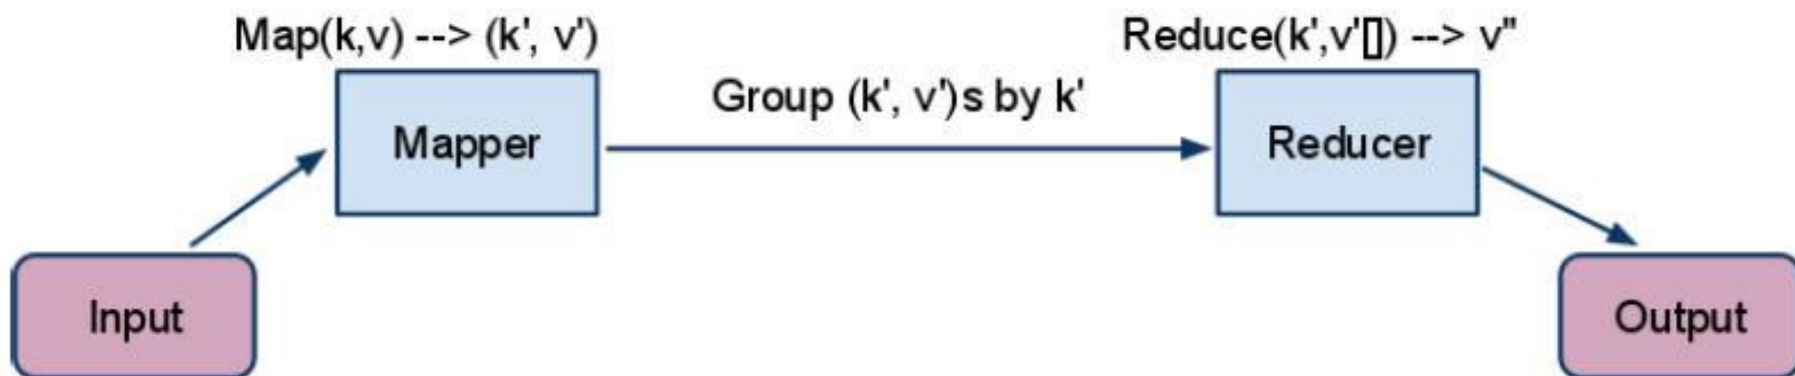 Map(k,v) --> (k', v')
Reduce(k',v'[]) --> v"
Group (k', v')s by k'
Mapper
Reducer
Input
Output